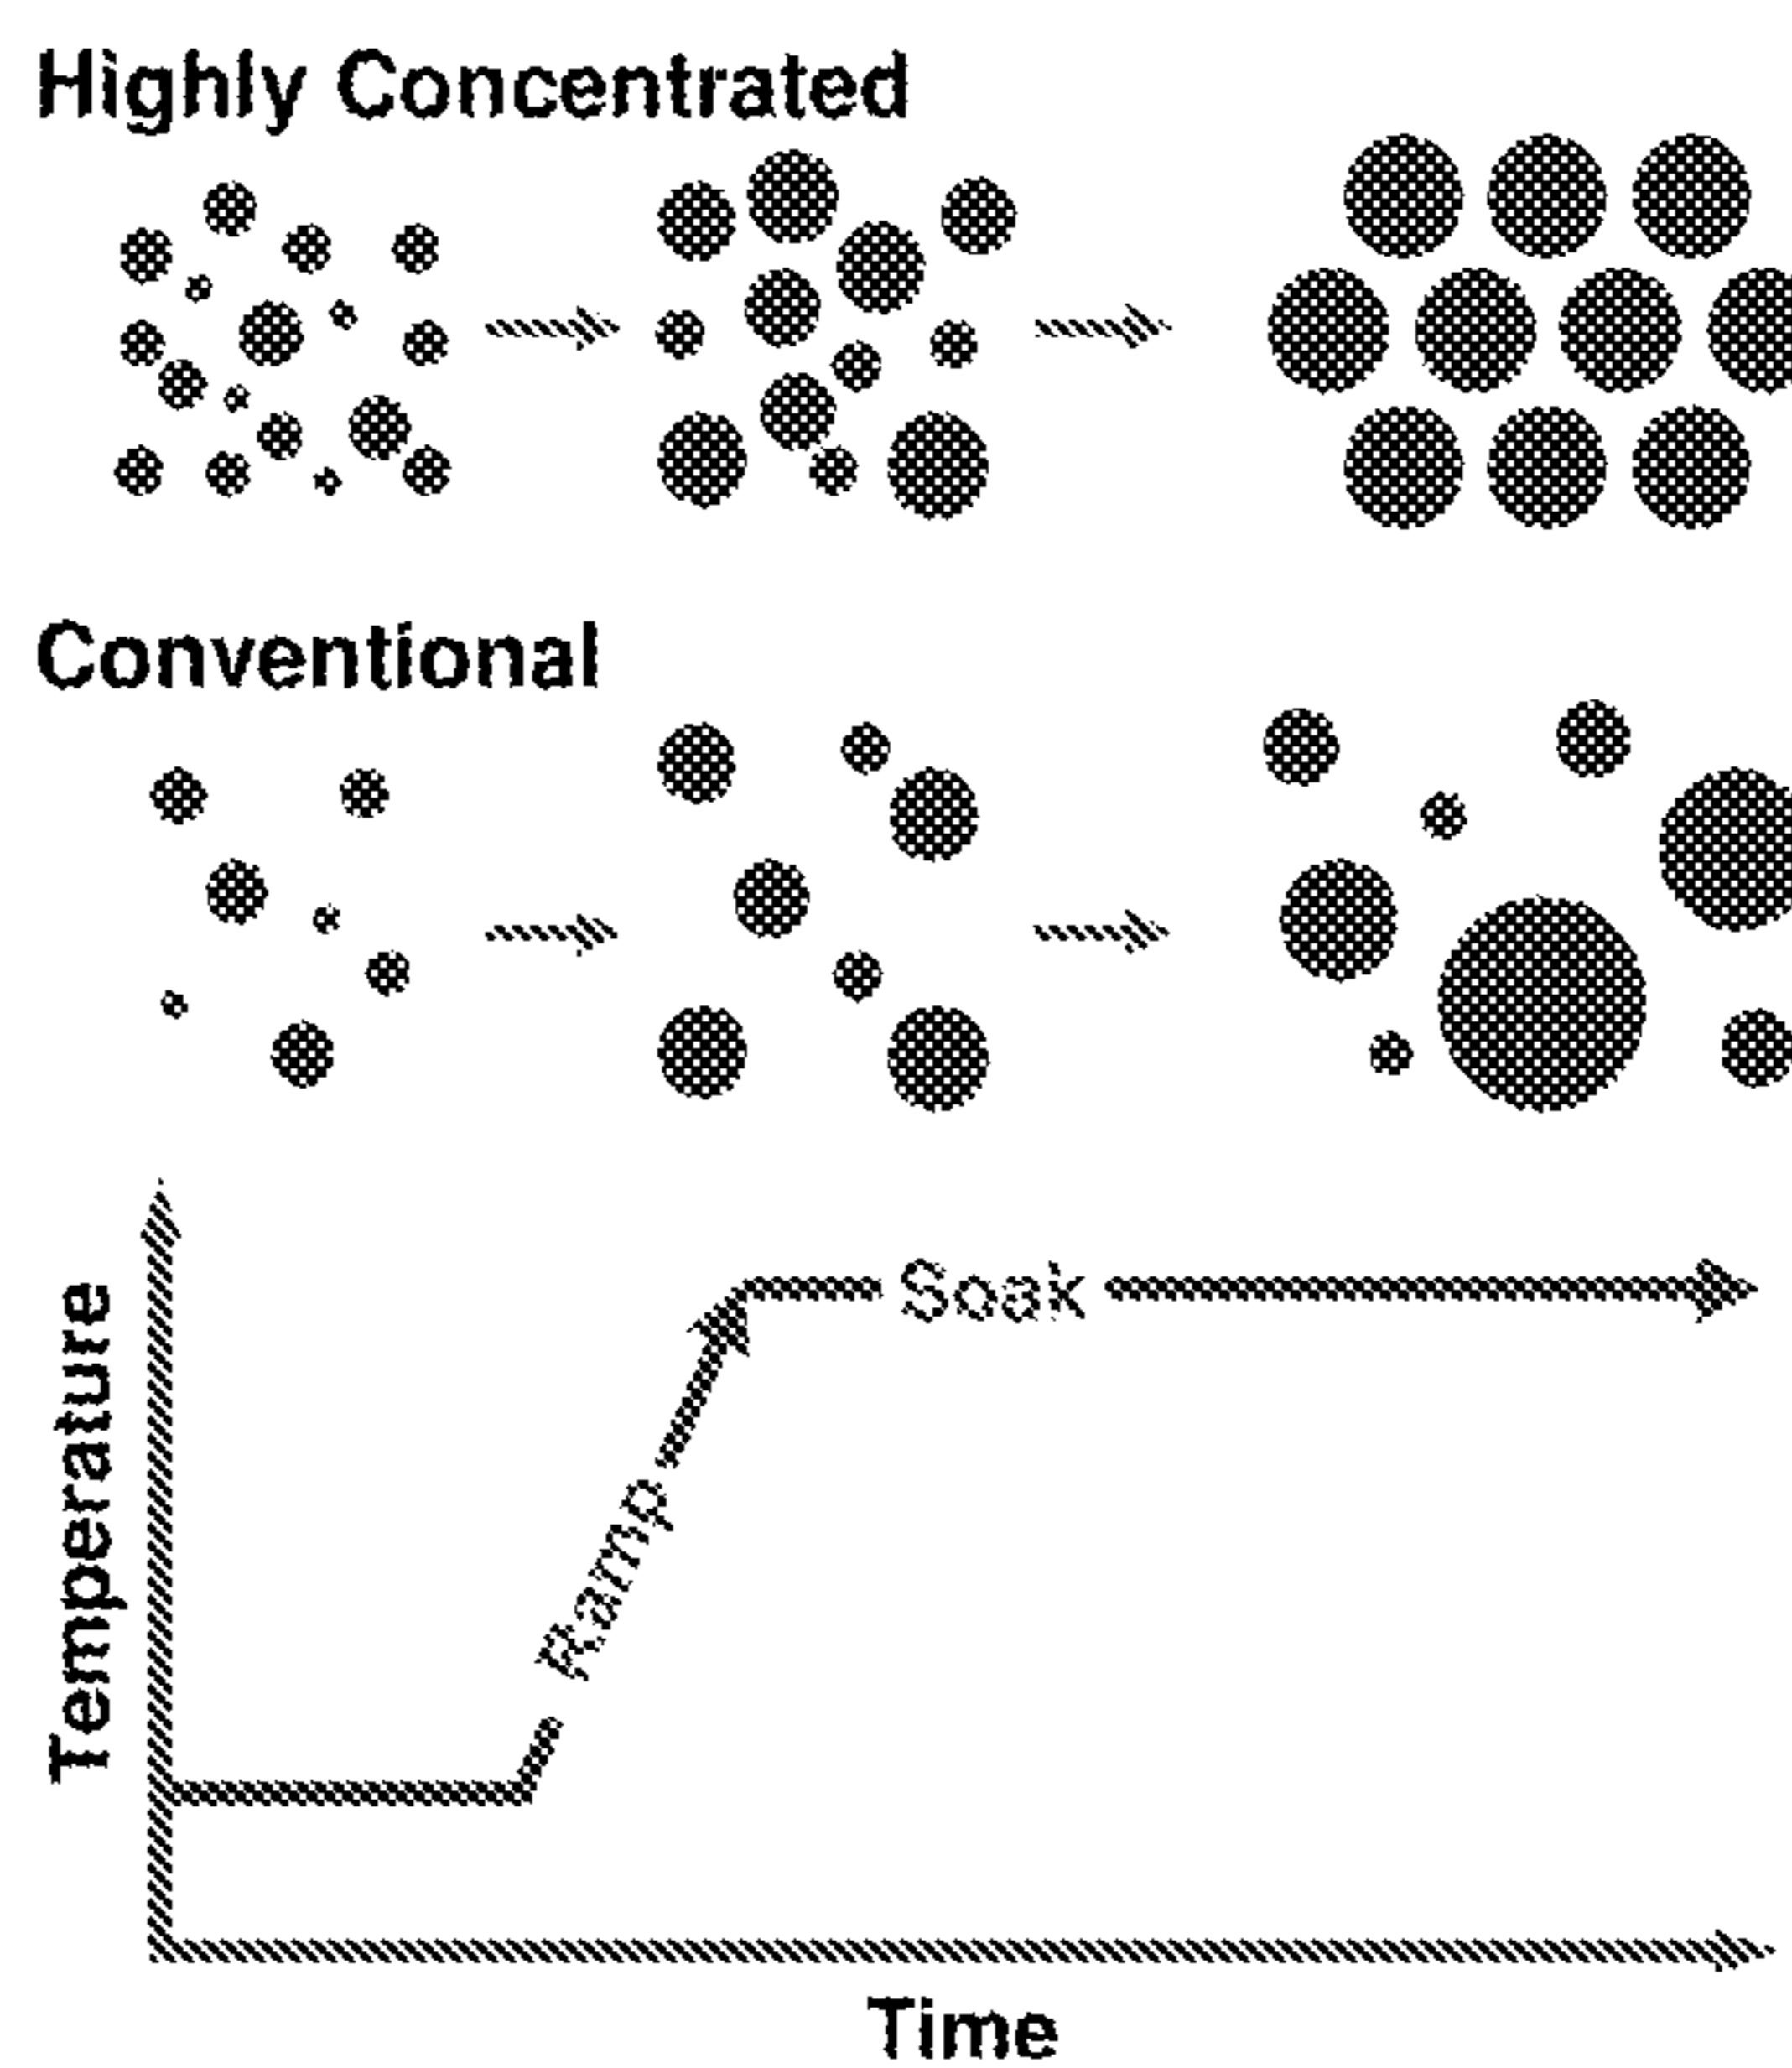 Highly Concentrated
Conventional
Temperature
Soak
Ramp
Time